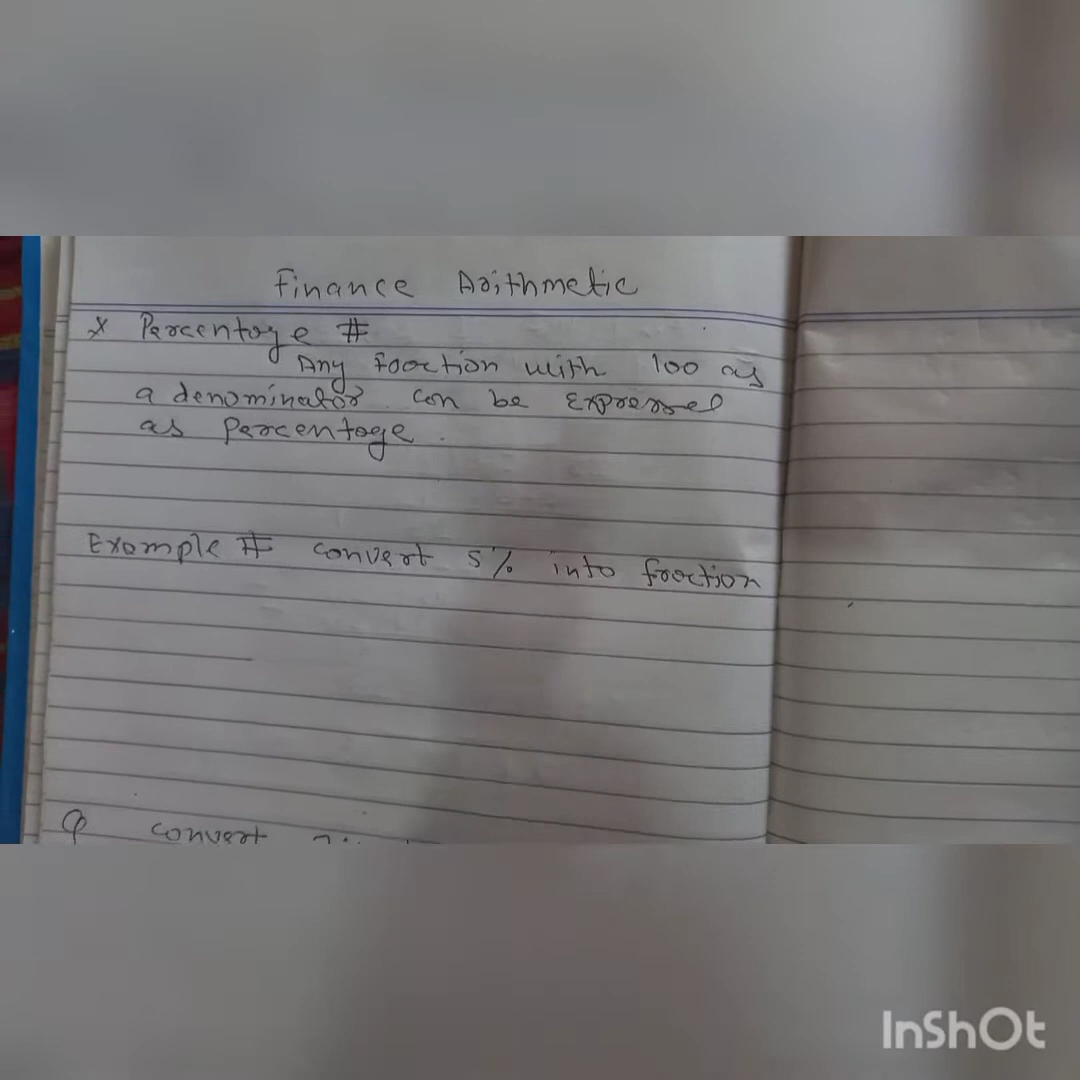 Finance Arithmetic
* Percentage #
Any fraction with 100 as
a denominator can be Expressed
as percentage.
Example # convert 5% into fraction
Q convert
InShOt